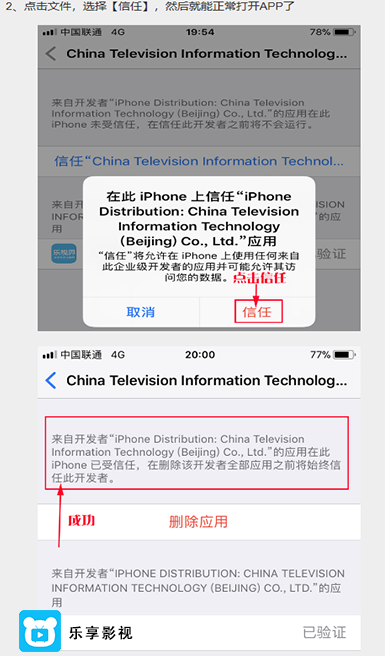 2、点击文件，选择【信任】，然后就能正常打开APP了
中国联通 4G 19:54 78%
China Television Information Technolog...
来自开发者“iPhone Distribution: China Television
Information Technology (Beijing) Co., Ltd.”的应用在此
iPhone 未受信任，在信任此开发者之前将不会运行。
信任“China Television Information Technol...
在此 iPhone 上信任“iPhone
Distribution: China Television
Information Technology
(Beijing) Co., Ltd.”应用
“信任”将允许在 iPhone 上使用任何来自
此企业级开发者的应用并可能允许其访
问您的数据。
点击信任
取消 信任
来自开
INFOR
用
乐享影
验证
中国联通 4G 20:00 77%
China Television Information Technolog...
来自开发者“iPhone Distribution: China Television
Information Technology (Beijing) Co., Ltd.”的应用在此
iPhone 已受信任，在删除该开发者全部应用之前将始终信
任此开发者。
成功
删除应用
来自开发者“IPHONE DISTRIBUTION: CHINA TELEVISION
INFORMATION TECHNOLOGY (BEIJING) CO., LTD.”的应
用
乐享影视 已验证